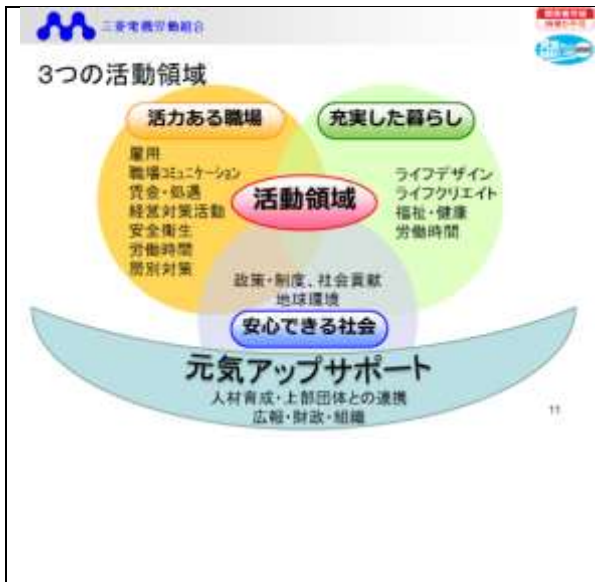 三菱電機労働組合
3つの活動領域
活力ある職場
充実した暮らし
雇用
職場コミュニケーション
賃金・処遇
経営対策活動
安全衛生
労働時間
層別対策
活動領域
ライフデザイン
ライフクリエイト
福祉・健康
労働時間
政策・制度、社会貢献
地球環境
安心できる社会
元気アップサポート
人材育成・上部団体との連携
広報・財政・組織
11